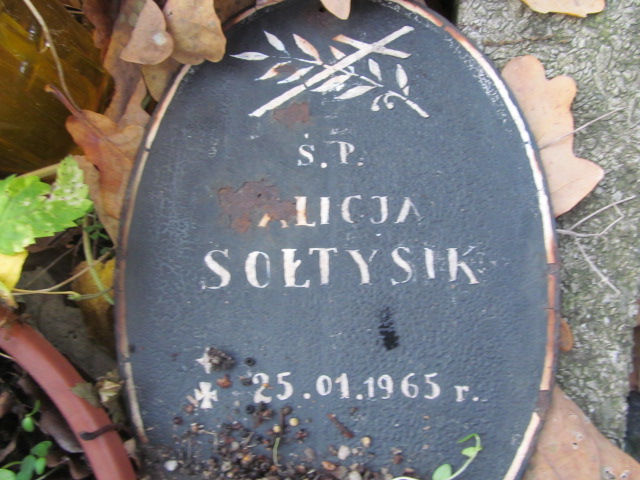 Ś.P.
ALICJA
SOŁTYSIK
25.01.1965 r.